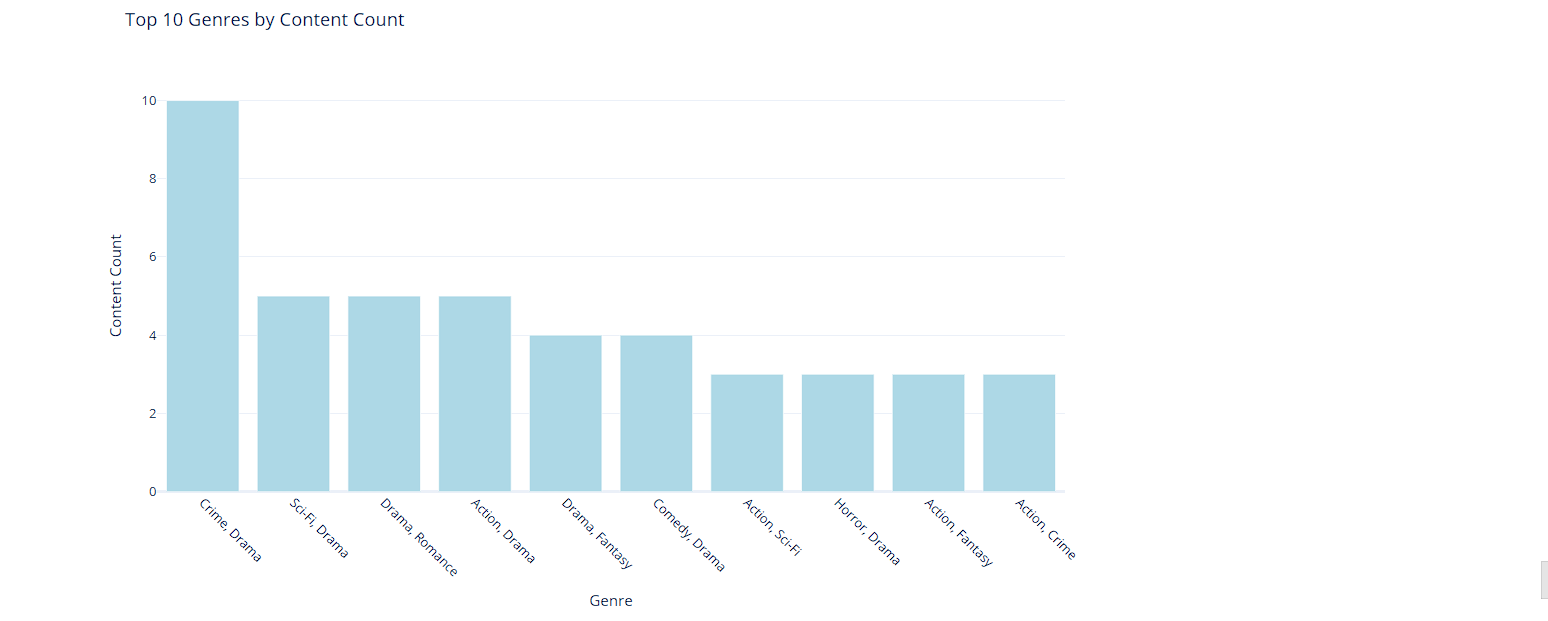 Top 10 Genres by Content Count
10
8
6
4
2
0
Content Count
Crime, Drama
Sci-Fi, Drama
Drama, Romance
Action, Drama
Drama, Fantasy
Comedy, Drama
Action, Sci-Fi
Horror, Drama
Action, Fantasy
Action, Crime
Genre